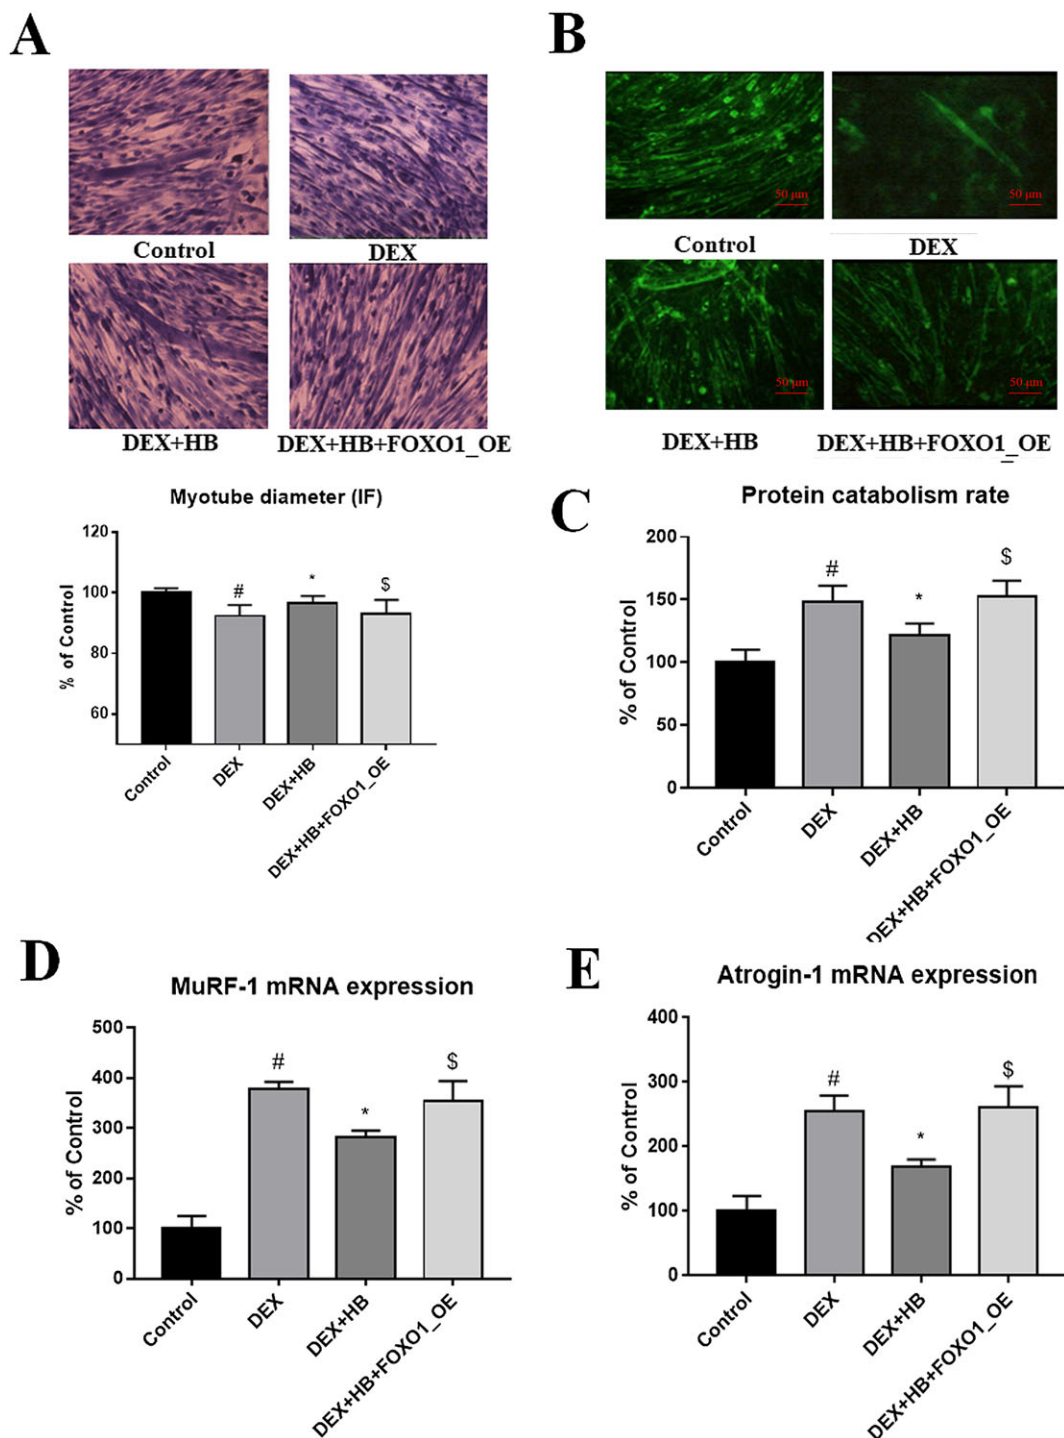 A
B
Control
DEX
DEX+HB
DEX+HB+FOXO1_OE
50 μm
50 μm
Control
DEX
50 μm
50 μm
DEX+HB
DEX+HB+FOXO1_OE
Myotube diameter (IF)
% of Control
120
100
80
60
#
*
$
Control
DEX
DEX+HB
DEX+HB+FOXO1_OE
C
Protein catabolism rate
% of Control
200
150
100
50
0
#
*
$
Control
DEX
DEX+HB
DEX+HB+FOXO1_OE
D
MuRF-1 mRNA expression
% of Control
500
400
300
200
100
0
#
*
$
Control
DEX
DEX+HB
DEX+HB+FOXO1_OE
E
Atrogin-1 mRNA expression
% of Control
400
300
200
100
0
#
*
$
Control
DEX
DEX+HB
DEX+HB+FOXO1_OE